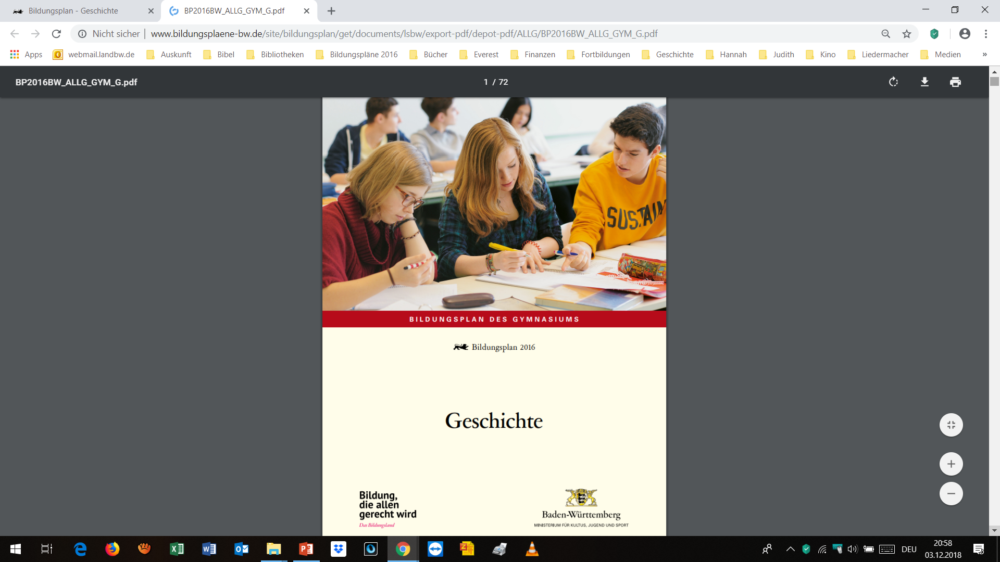 Bildungsplan - Geschichte
BP2016BW_ALLG_GYM_G.pdf
Nicht sicher
www.bildungsplaene-bw.de/site/bildungsplan/get/documents/lsbw/export-pdf/depot-pdf/ALLG/BP2016BW_ALLG_GYM_G.pdf
Apps webmail.landbw.de Auskunft Bibel Bibliotheken Bildungspläne 2016 Bücher Everest Finanzen Fortbildungen Geschichte Hannah Judith Kino Liedermacher Medien »
BP2016BW_ALLG_GYM_G.pdf
1 / 72
SUSTAIN
BILDUNGSPLAN DES GYMNASIUMS
Bildungsplan 2016
Geschichte
Bildung,
die allen
gerecht wird
Das Bildungsland
Baden-Württemberg
MINISTERIUM FÜR KULTUS, JUGEND UND SPORT
DEU
20:58
03.12.2018